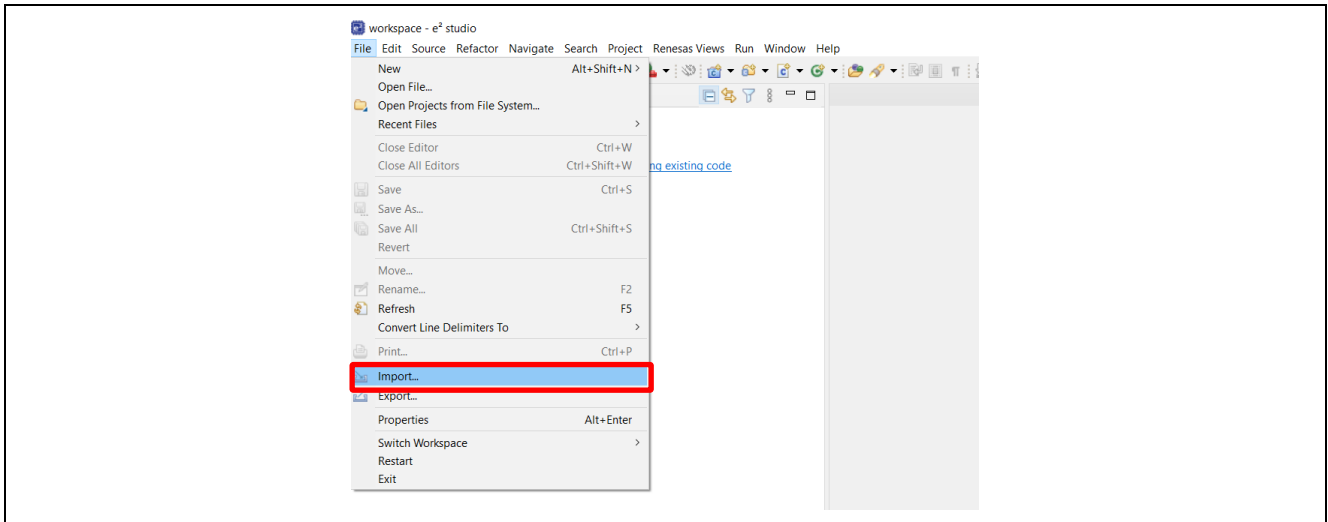 workspace - e² studio
File Edit Source Refactor Navigate Search Project Renesas Views Run Window Help
New Alt+Shift+N >
Open File...
Open Projects from File System...
Recent Files >
Close Editor Ctrl+W
Close All Editors Ctrl+Shift+W
ng existing code
Save Ctrl+S
Save As...
Save All Ctrl+Shift+S
Revert
Move...
Rename... F2
Refresh F5
Convert Line Delimiters To >
Print... Ctrl+P
Import...
Export...
Properties Alt+Enter
Switch Workspace >
Restart
Exit